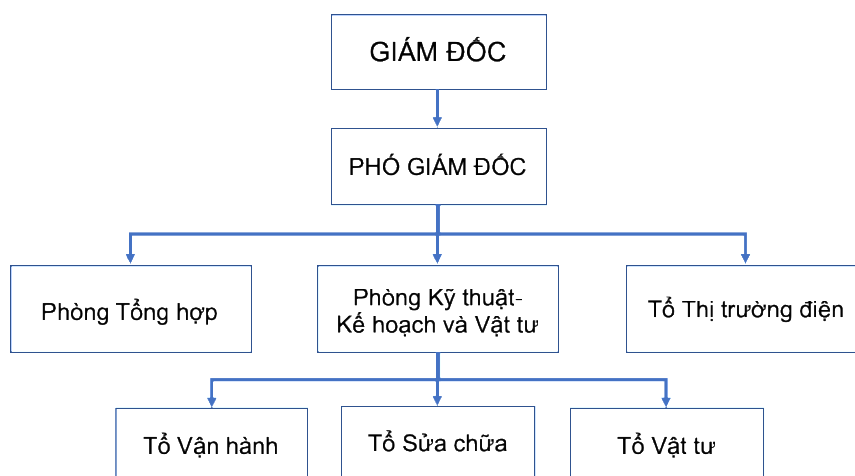 GIÁM ĐỐC
PHÓ GIÁM ĐỐC
Phòng Tổng hợp
Phòng Kỹ thuật-
Kế hoạch và Vật tư
Tổ Thị trường điện
Tổ Vận hành
Tổ Sửa chữa
Tổ Vật tư